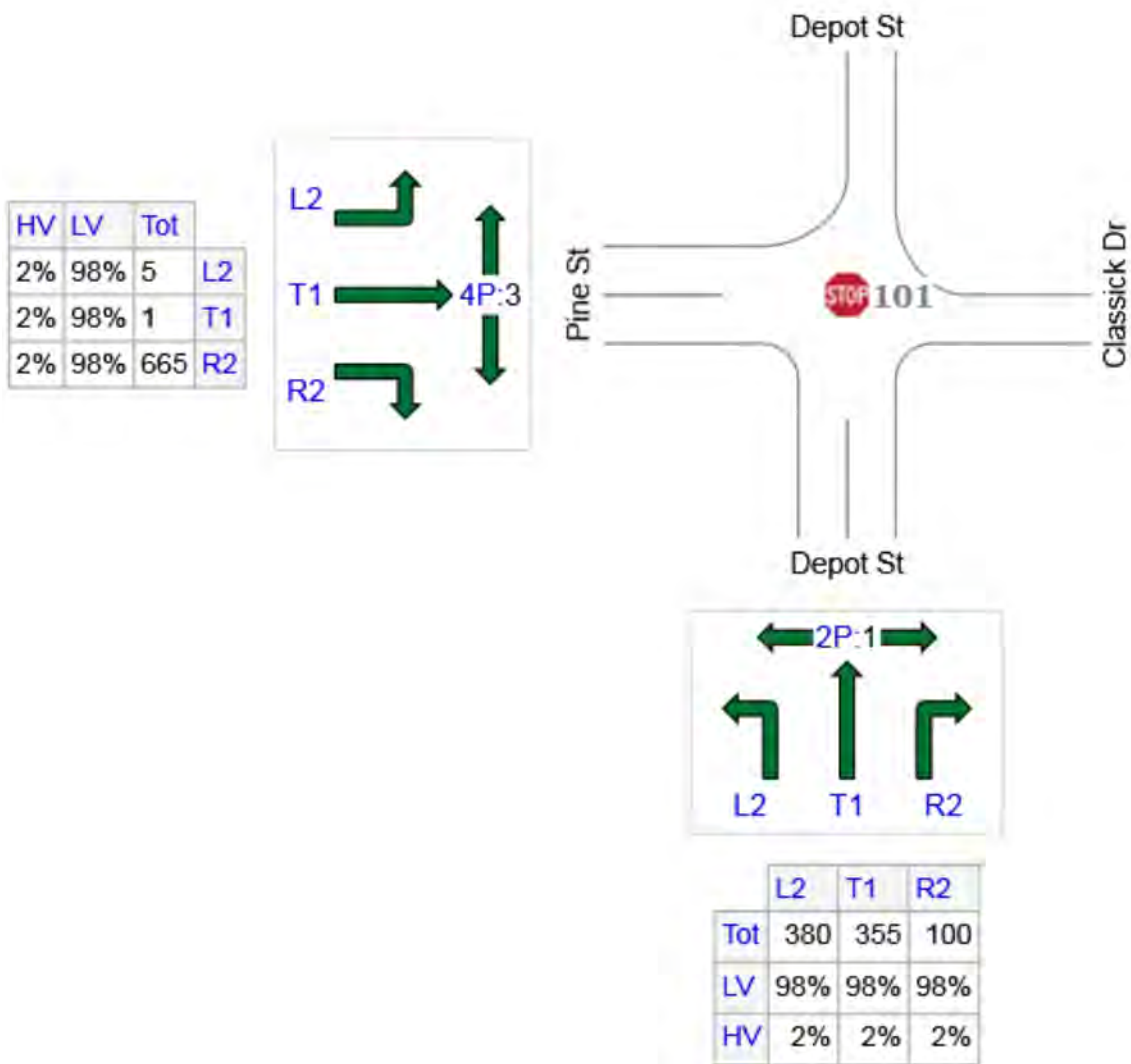 Depot St
HV LV Tot
2% 98% 5 L2
2% 98% 1 T1
2% 98% 665 R2
L2
T1
4P:3
R2
Pine St
STOP 101
Classick Dr
Depot St
2P:1
L2 T1 R2
L2 T1 R2
Tot 380 355 100
LV 98% 98% 98%
HV 2% 2% 2%